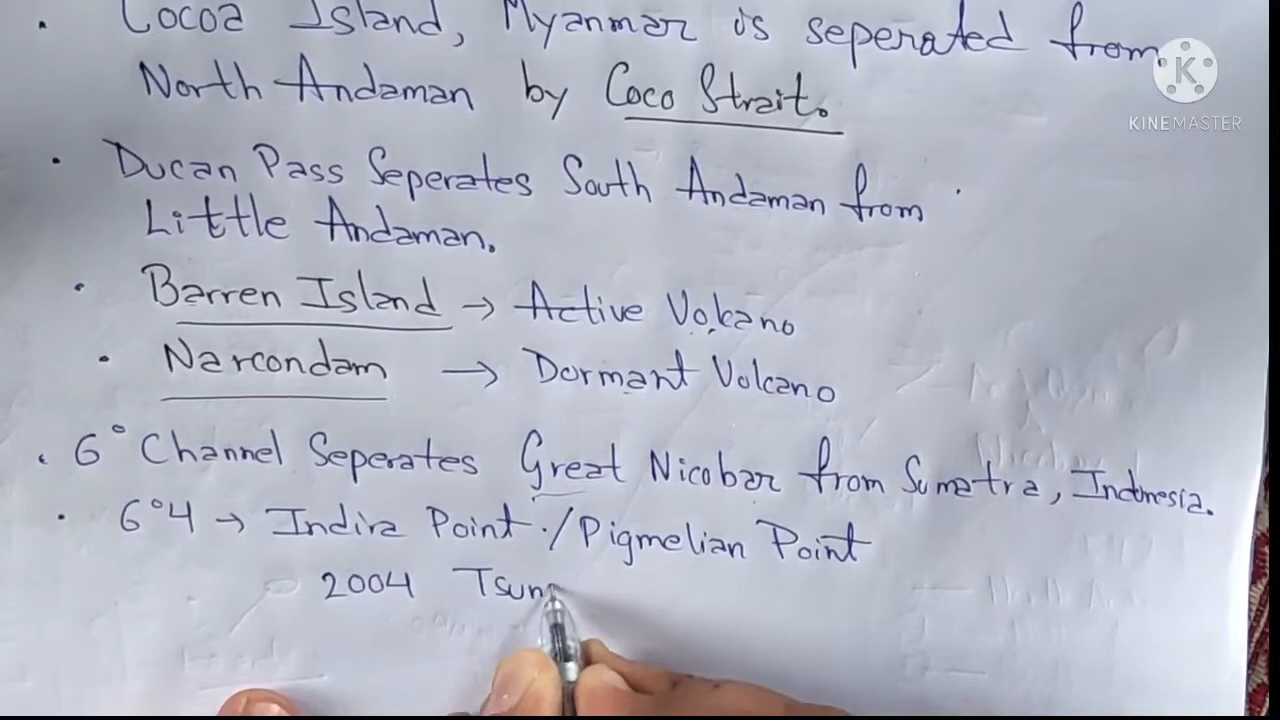 . Cocoa Island, Myanmar is seperated from
North Andaman by Coco Strait.
KINEMASTER
. Ducan Pass Seperates South Andaman from
Little Andaman.
. Barren Island → Active Volcano
. Narcondam → Dormant Volcano
. 6° Channel Seperates Great Nicobar from Sumatra, Indonesia.
. 6°4 → Indira Point ./Pigmelian Point
2004 Tsun